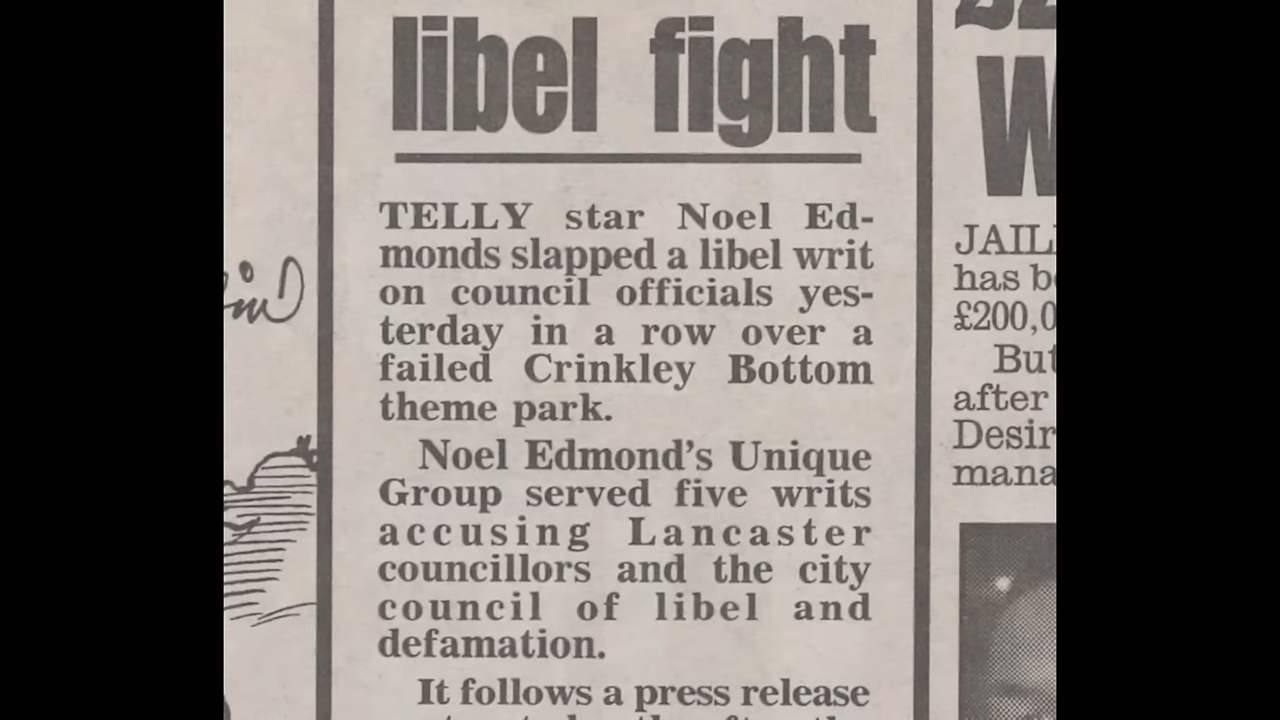 libel fight
TELLY star Noel Ed-
monds slapped a libel writ
on council officials yes-
terday in a row over a
failed Crinkley Bottom
theme park.
Noel Edmond's Unique
Group served five writs
accusing Lancaster
councillors and the city
council of libel and
defamation.
It follows a press release
W
JAIL
has b
£200,0
But
after
Desir
mana